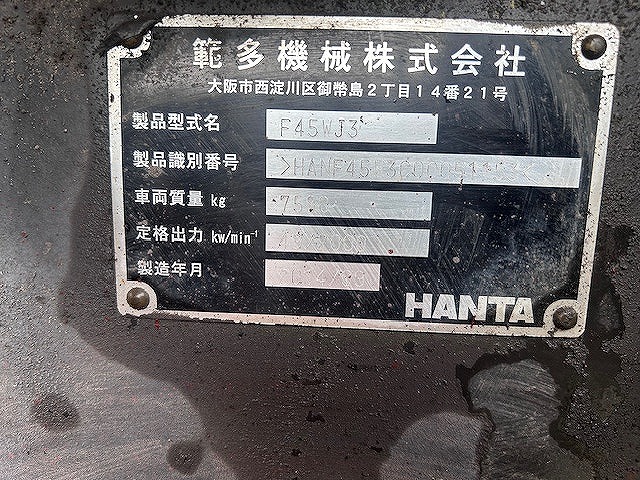 範多機械株式会社
大阪市西淀川区御幣島2丁目14番21号
製品型式名 F45WJ3
製品識別番号
車両質量 kg
定格出力 kw/min⁻¹
製造年月
HANTA